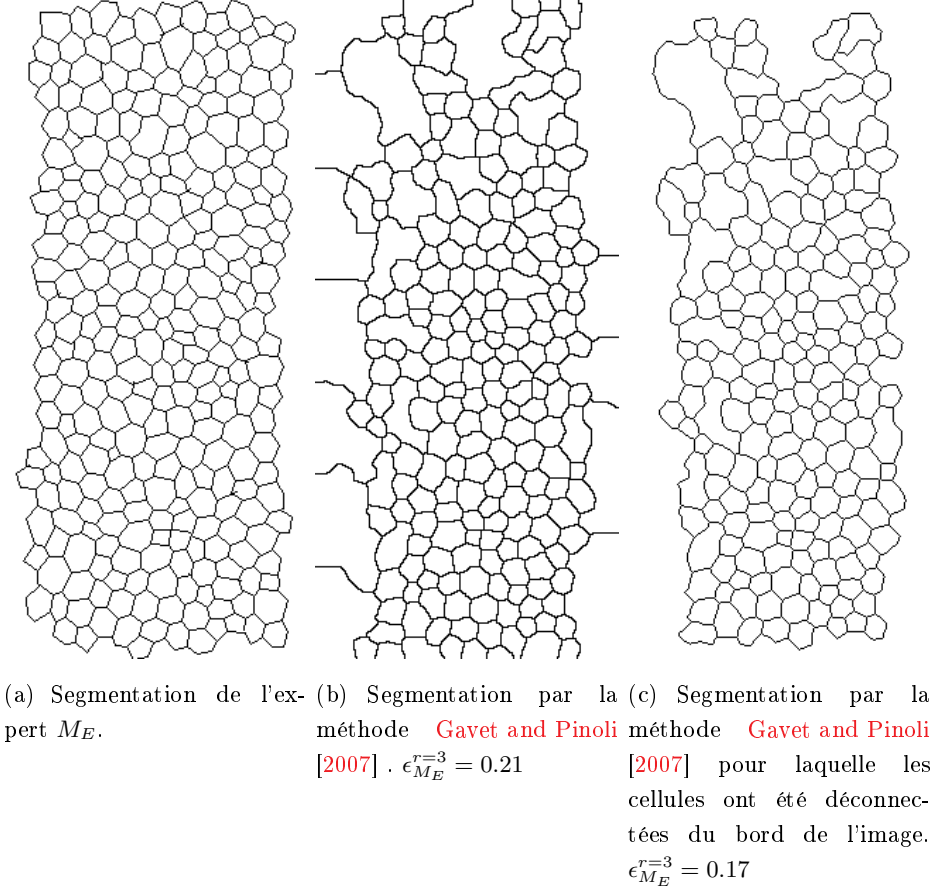 (a) Segmentation de l'ex-
pert M_E.
(b) Segmentation par la
méthode Gavet and Pinoli
[2007] . ϵ_{M_E}^{r=3} = 0.21
(c) Segmentation par la
méthode Gavet and Pinoli
[2007] pour laquelle les
cellules ont été déconnec-
tées du bord de l'image.
ϵ_{M_E}^{r=3} = 0.17